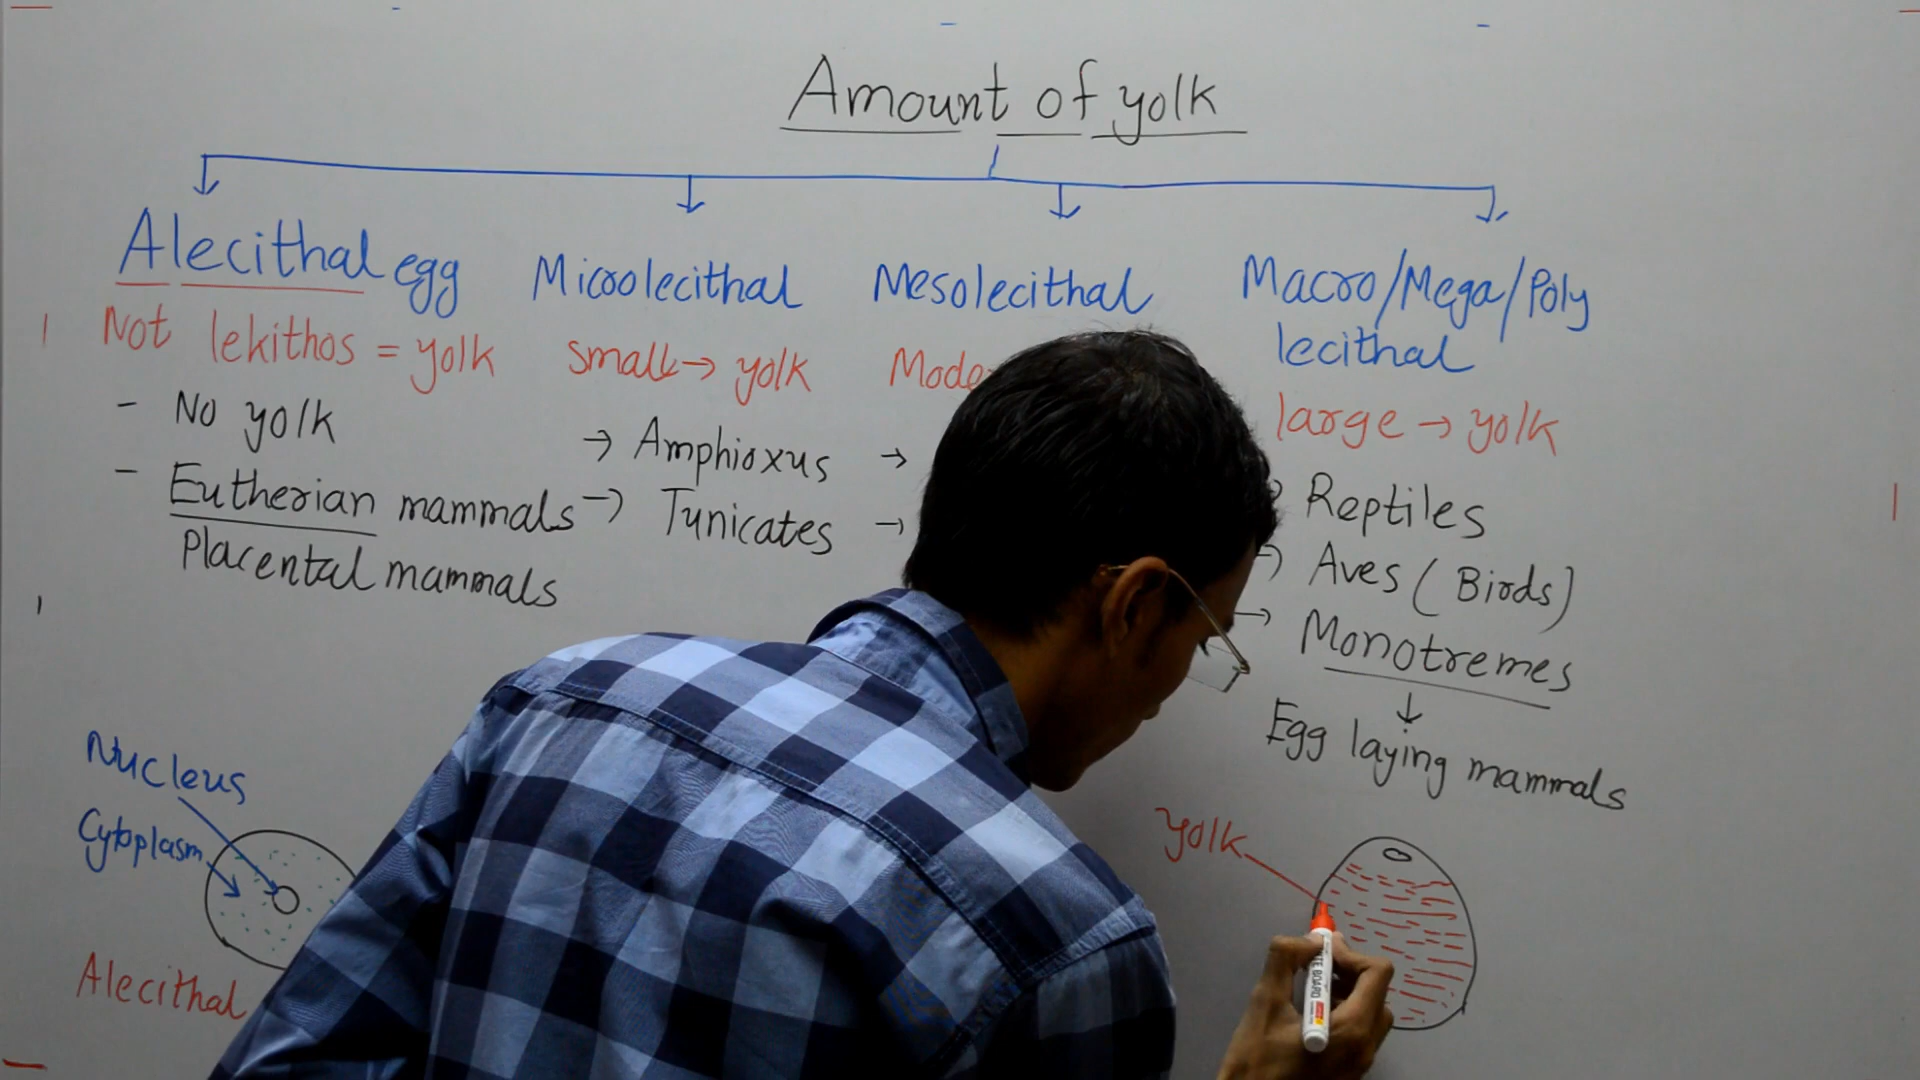 Amount of yolk
Alecithal egg
Not lekithos = yolk
- No yolk
- Eutherian mammals
Placental mammals
Microlecithal
small → yolk
→ Amphioxus
→ Tunicates
Mesolecithal
Mode
→
→
Macro/Mega/Poly
lecithal
large → yolk
→ Reptiles
→ Aves (Birds)
→ Monotremes
↓
Egg laying mammals
Nucleus
Cytoplasm
Alecithal
yolk